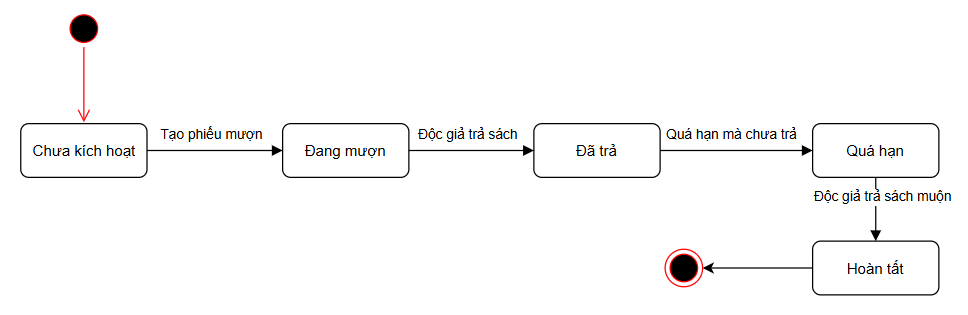 Tạo phiếu mượn
Độc giả trả sách
Quá hạn mà chưa trả
Chưa kích hoạt
Đang mượn
Đã trả
Quá hạn
Độc giả trả sách muộn
Hoàn tất